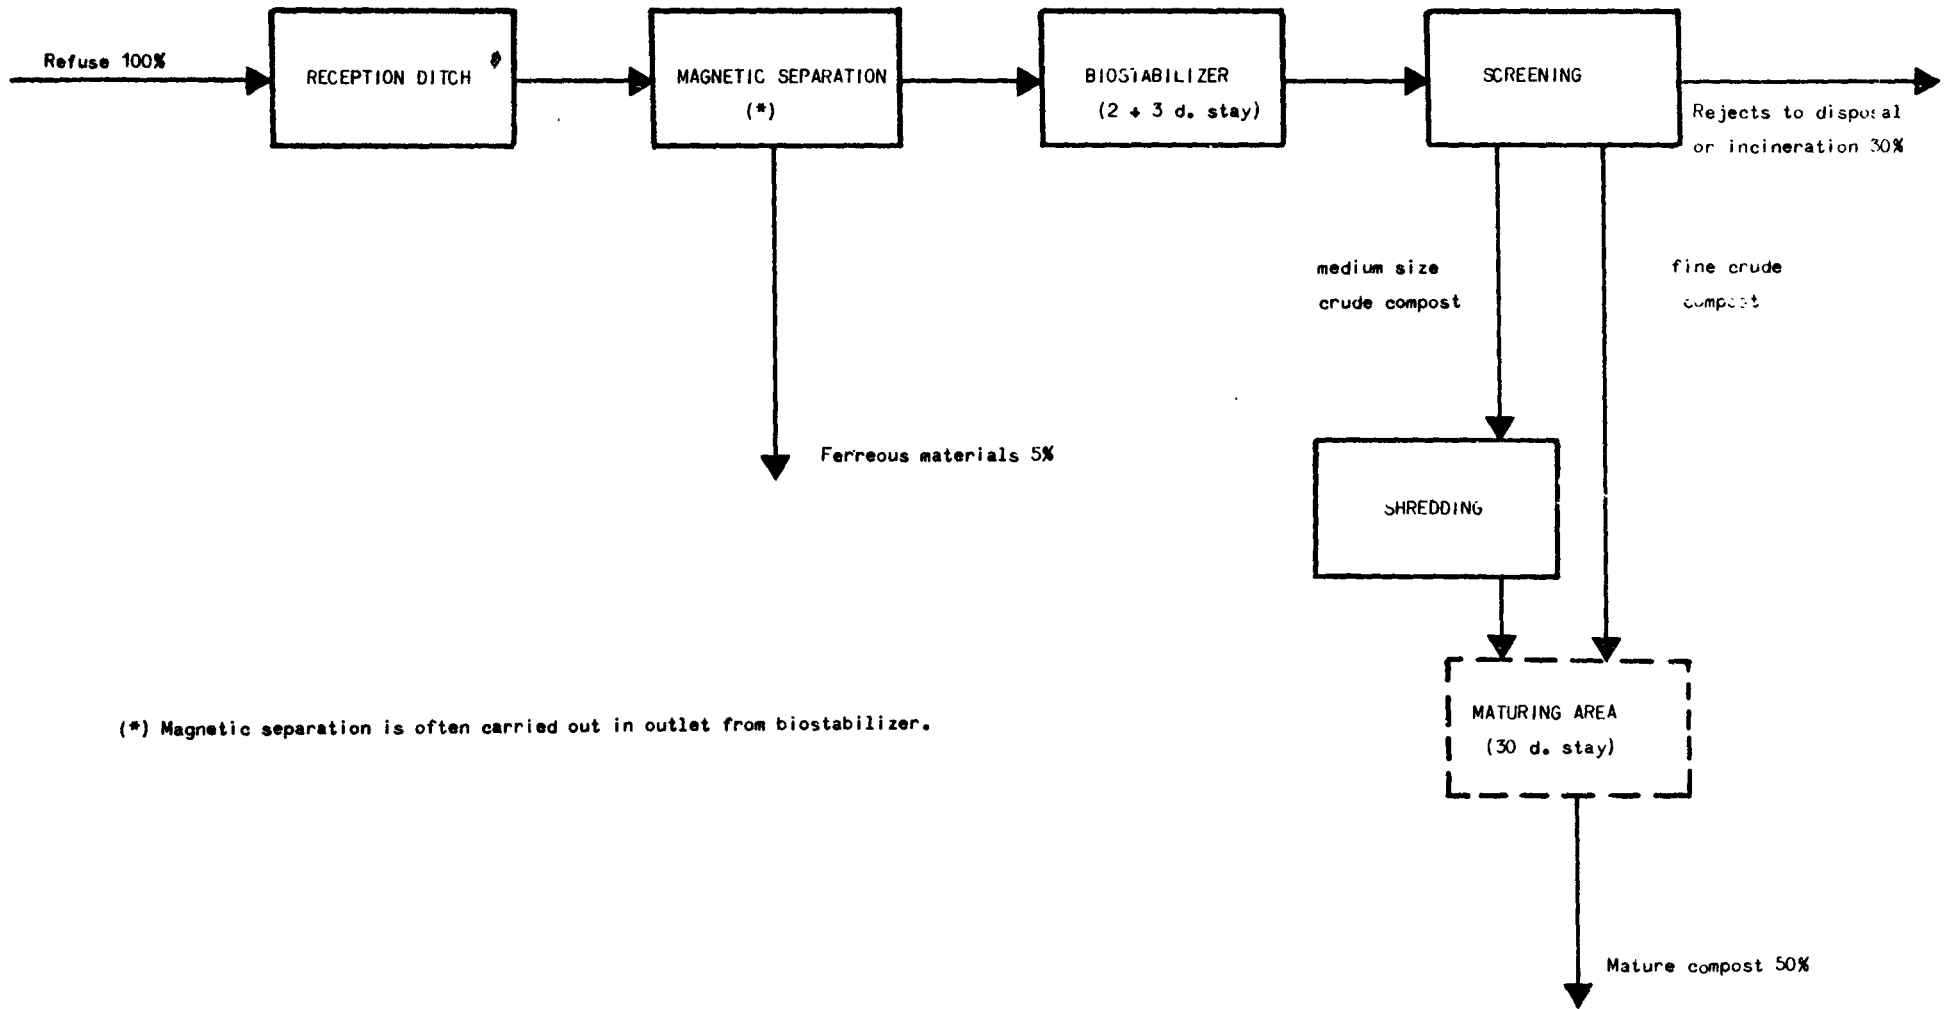 Refuse 100%
RECEPTION DITCH
MAGNETIC SEPARATION
(*)
BIOSTABILIZER
(2 + 3 d. stay)
SCREENING
Rejects to disposal
or incineration 30%
medium size
crude compost
fine crude
compost
Ferreous materials 5%
SHREDDING
MATURING AREA
(30 d. stay)
(*) Magnetic separation is often carried out in outlet from biostabilizer.
Mature compost 50%